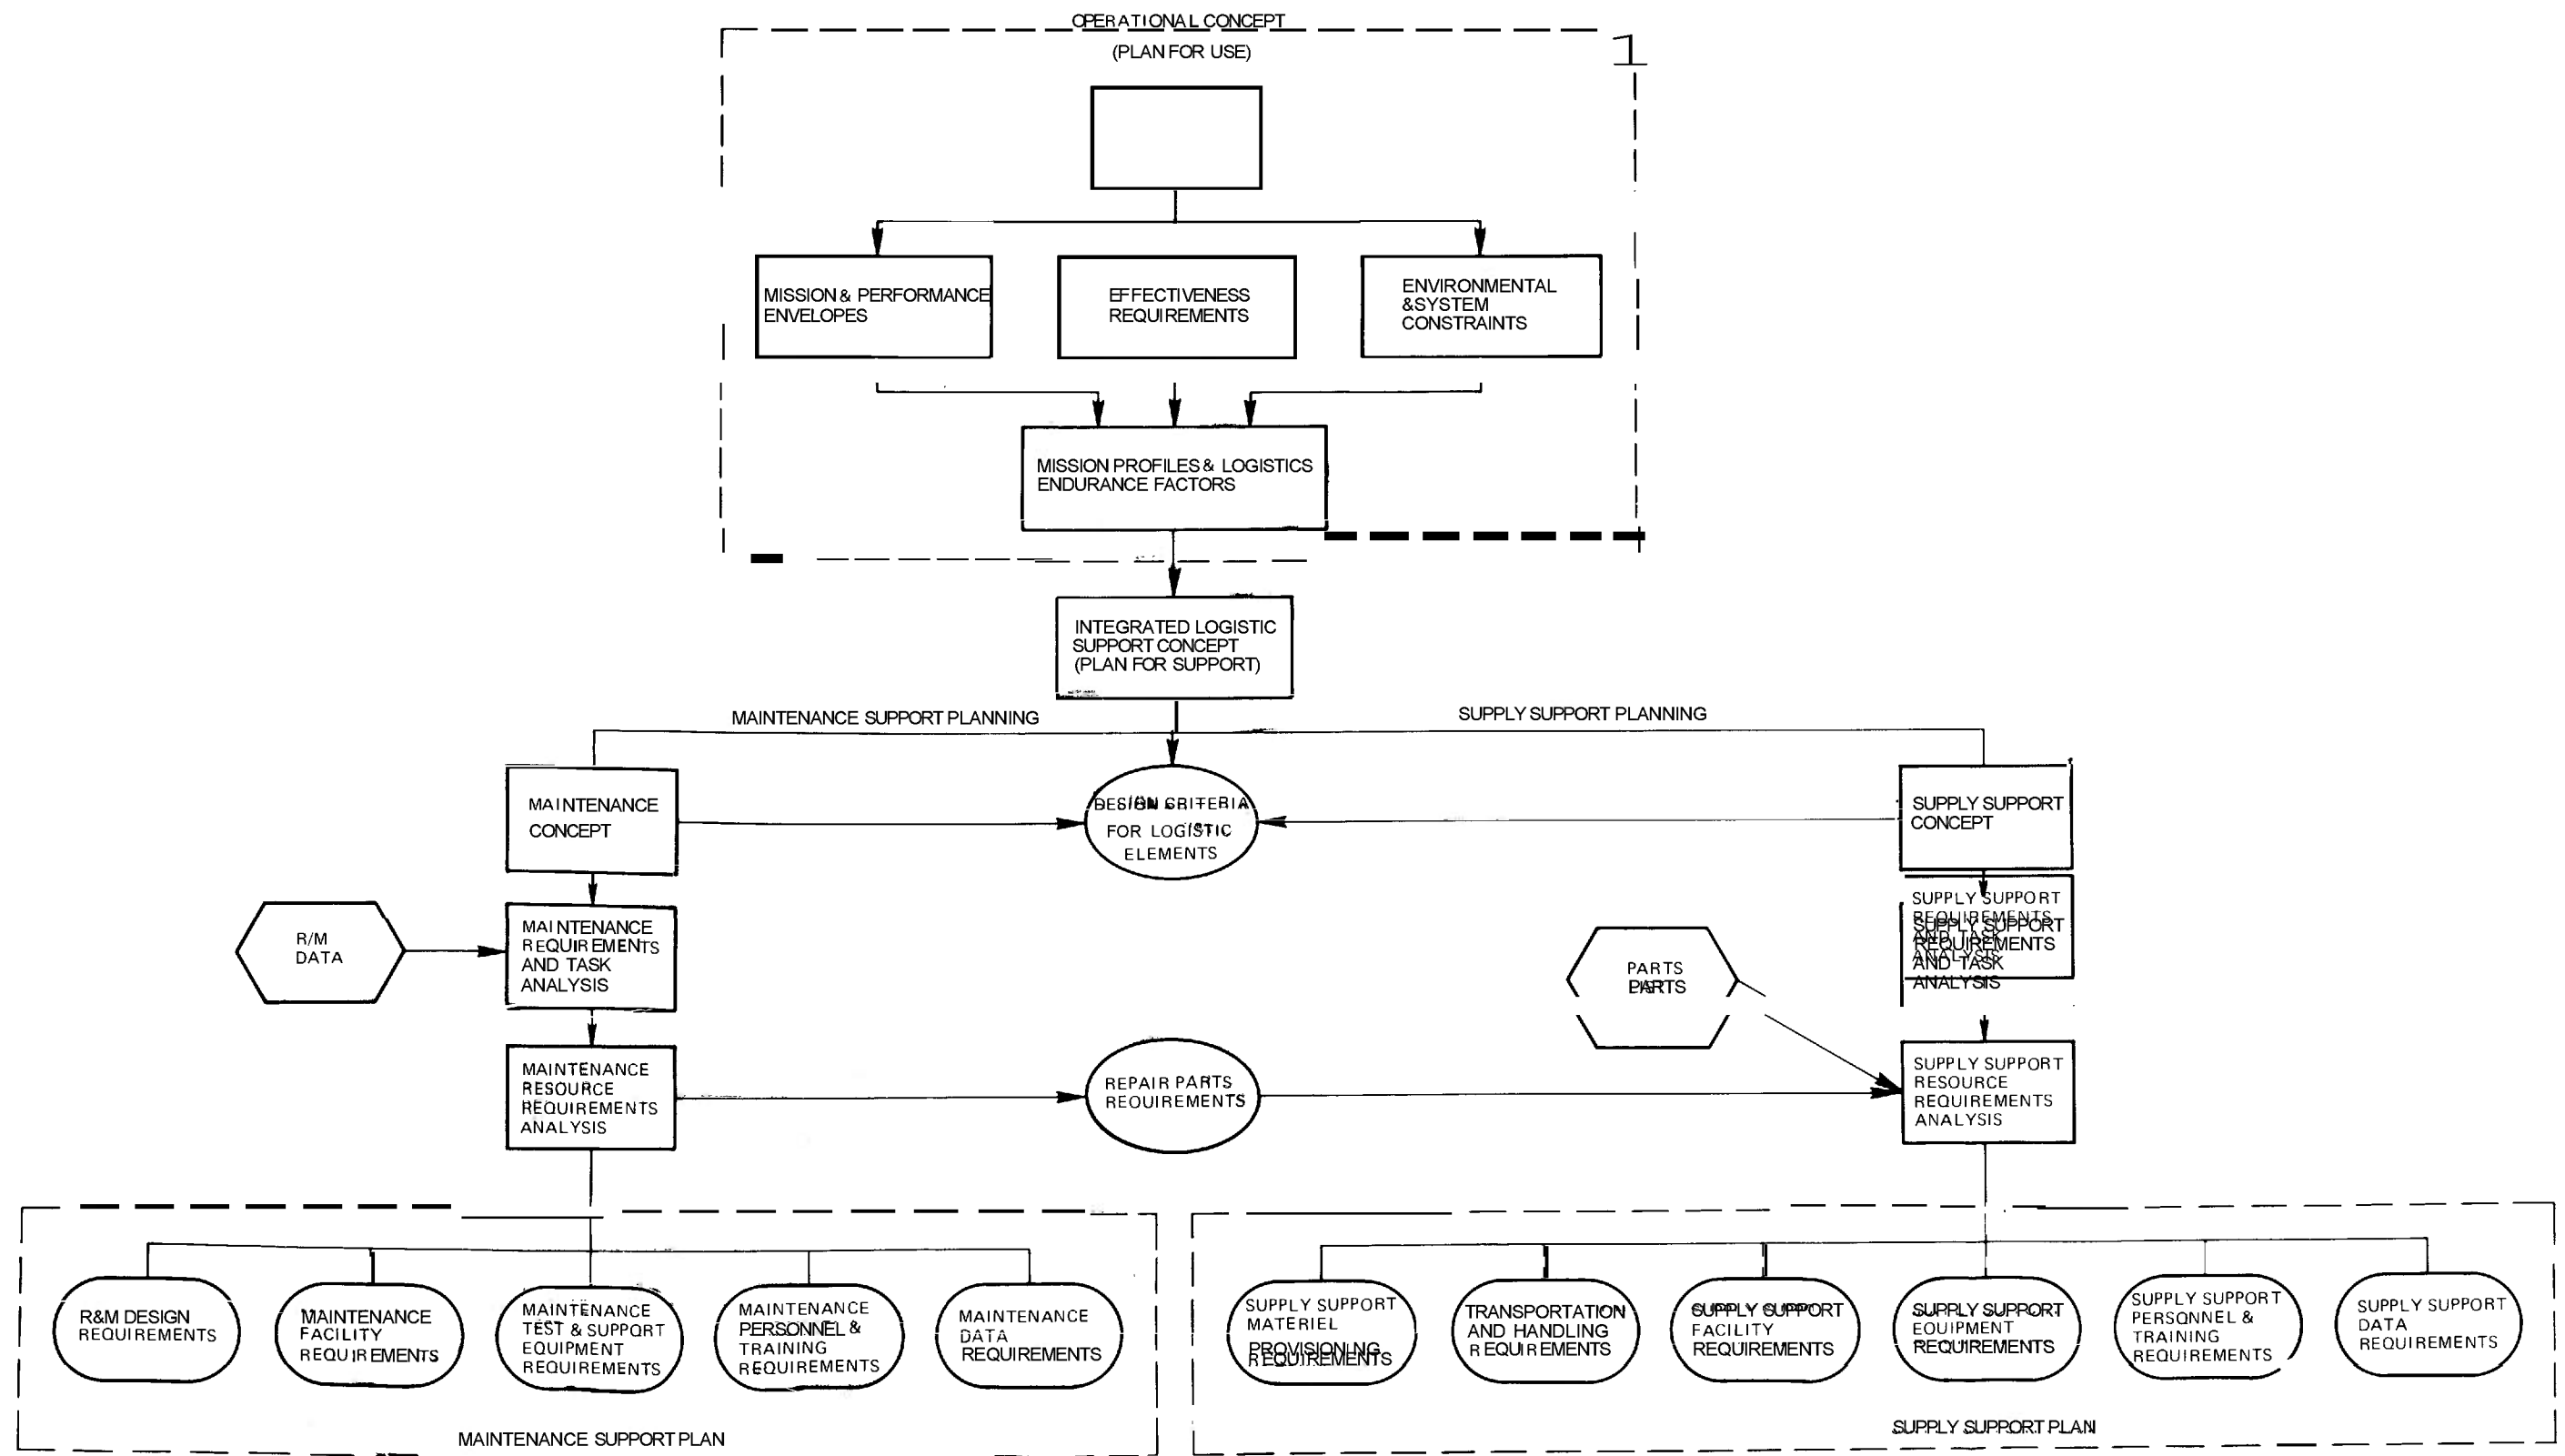 OPERATIONAL CONCEPT
(PLAN FOR USE)
MISSION & PERFORMANCE
ENVELOPES
EFFECTIVENESS
REQUIREMENTS
ENVIRONMENTAL
& SYSTEM
CONSTRAINTS
MISSION PROFILES & LOGISTICS
ENDURANCE FACTORS
INTEGRATED LOGISTIC
SUPPORT CONCEPT
(PLAN FOR SUPPORT)
MAINTENANCE SUPPORT PLANNING
SUPPLY SUPPORT PLANNING
MAINTENANCE
CONCEPT
DESIGN CRITERIA
FOR LOGISTIC
ELEMENTS
SUPPLY SUPPORT
CONCEPT
R/M
DATA
MAINTENANCE
REQUIREMENTS
AND TASK
ANALYSIS
PARTS
SUPPLY SUPPORT
REQUIREMENTS
AND TASK
ANALYSIS
MAINTENANCE
RESOURCE
REQUIREMENTS
ANALYSIS
REPAIR PARTS
REQUIREMENTS
SUPPLY SUPPORT
RESOURCE
REQUIREMENTS
ANALYSIS
R&M DESIGN
REQUIREMENTS
MAINTENANCE
FACILITY
REQUIREMENTS
MAINTENANCE
TEST & SUPPORT
EQUIPMENT
REQUIREMENTS
MAINTENANCE
PERSONNEL &
TRAINING
REQUIREMENTS
MAINTENANCE
DATA
REQUIREMENTS
SUPPLY SUPPORT
MATERIEL
PROVISIONING
REQUIREMENTS
TRANSPORTATION
AND HANDLING
REQUIREMENTS
SUPPLY SUPPORT
FACILITY
REQUIREMENTS
SUPPLY SUPPORT
EQUIPMENT
REQUIREMENTS
SUPPLY SUPPORT
PERSONNEL &
TRAINING
REQUIREMENTS
SUPPLY SUPPORT
DATA
REQUIREMENTS
MAINTENANCE SUPPORT PLAN
SUPPLY SUPPORT PLAN